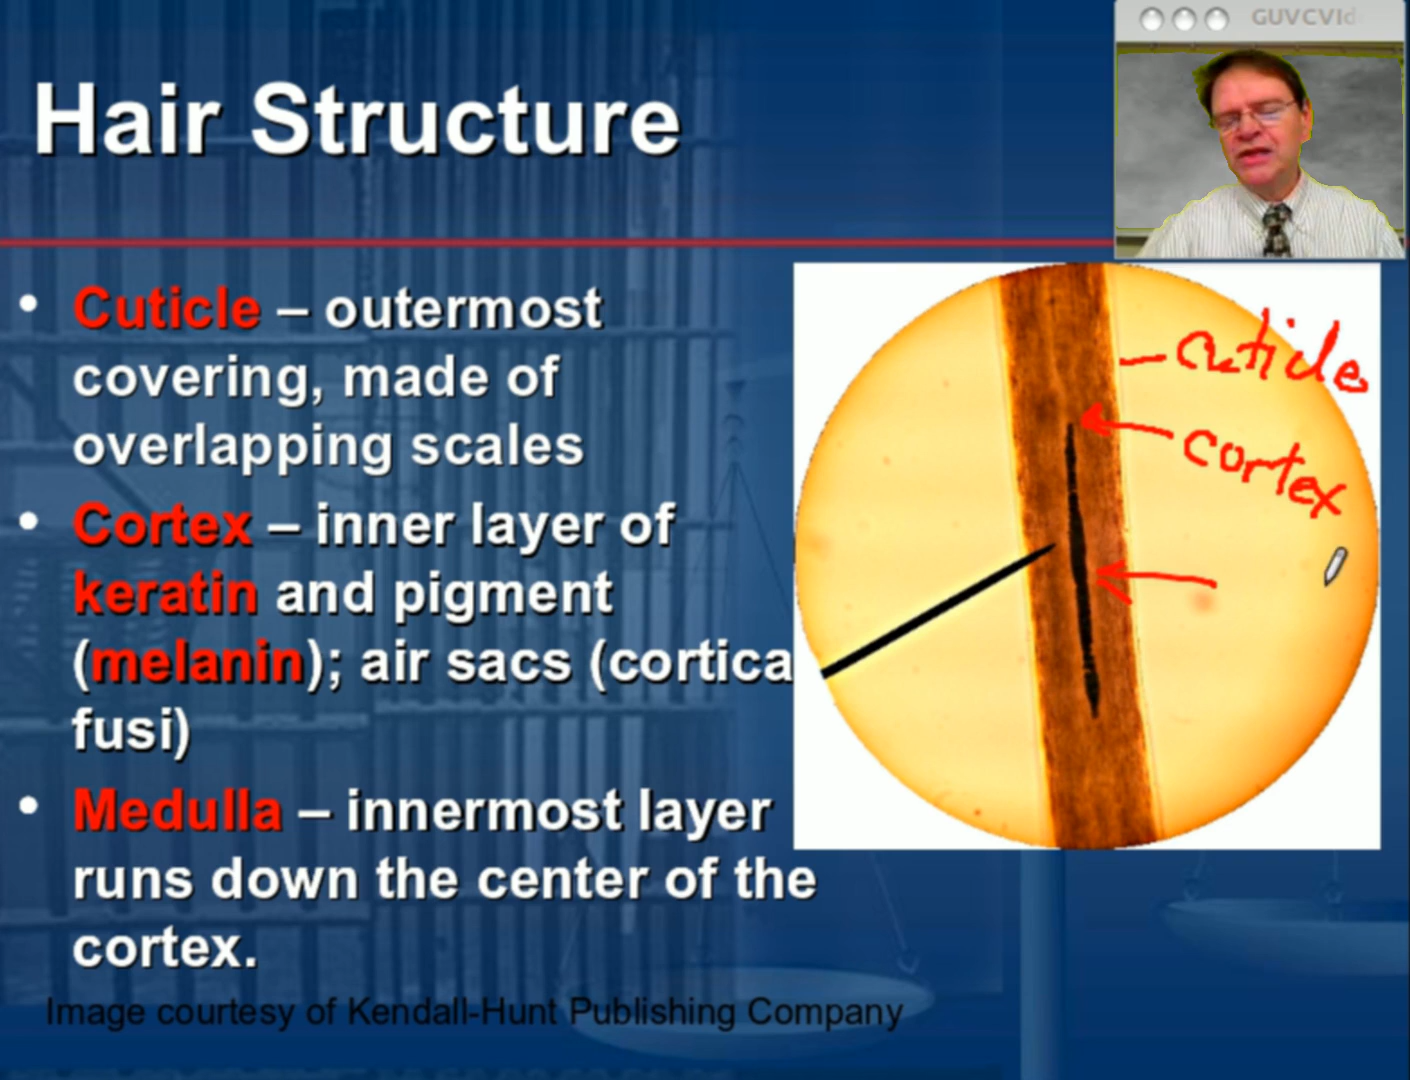 GUVCVId
Hair Structure
• Cuticle – outermost
covering, made of
overlapping scales
• Cortex – inner layer of
keratin and pigment
(melanin); air sacs (cortica
fusi)
• Medulla – innermost layer
runs down the center of the
cortex.
Image courtesy of Kendall-Hunt Publishing Company
cuticle
cortex